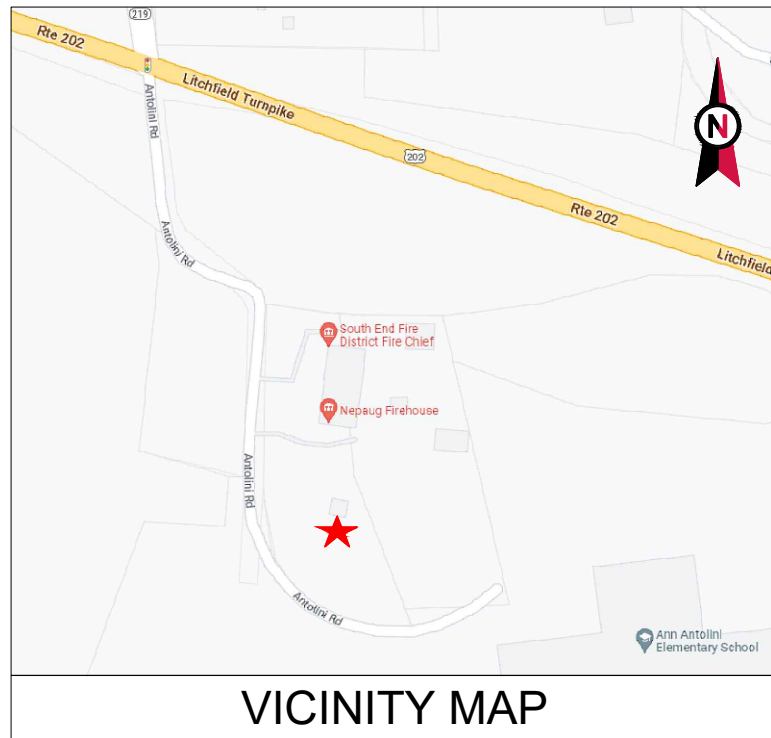 219
Rte 202
Litchfield Turnpike
N
Antolini Rd
202
Rte 202
Litchfield
Antolini Rd
South End Fire
District Fire Chief
Nepaug Firehouse
Antolini Rd
Antolini Rd
Ann Antolini
Elementary School
VICINITY MAP